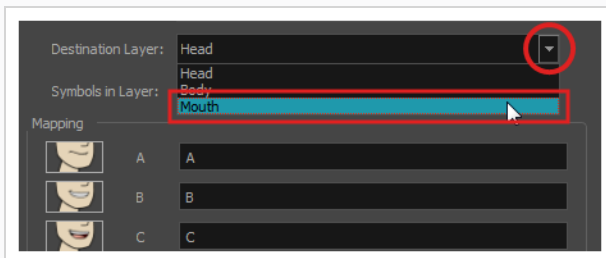 Destination Layer: Head
Head
Symbols in Layer: Body
Mouth
Mapping
A A
B B
C C